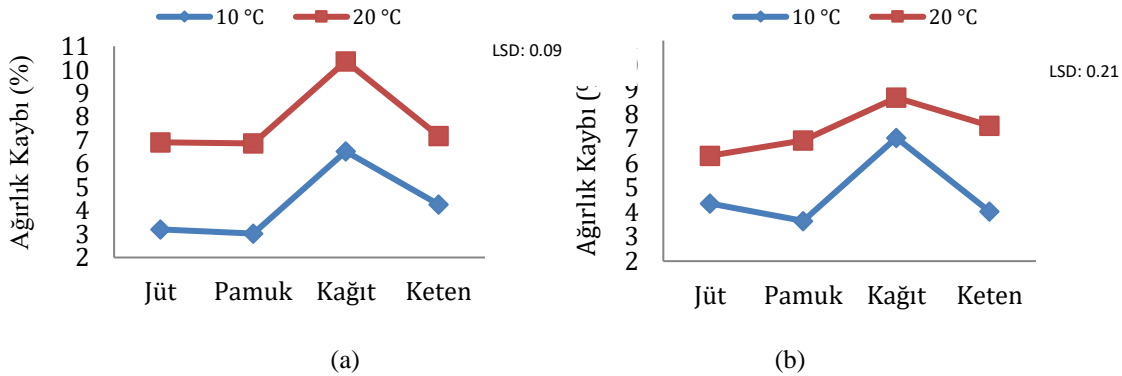 10 °C 20 °C
LSD: 0.09
Ağırlık Kaybı (%)
11
10
9
8
7
6
5
4
3
2
Jüt Pamuk Kağıt Keten
(a)
10 °C 20 °C
LSD: 0.21
Ağırlık Kaybı (
9
8
7
6
5
4
3
2
Jüt Pamuk Kağıt Keten
(b)